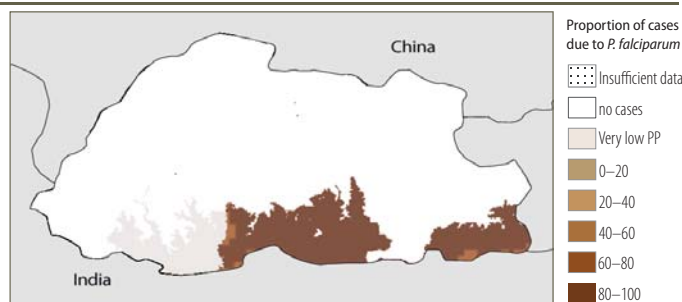 Proportion of cases
due to P. falciparum
China
Insufficient data
no cases
Very low PP
0–20
20–40
40–60
60–80
India
80–100